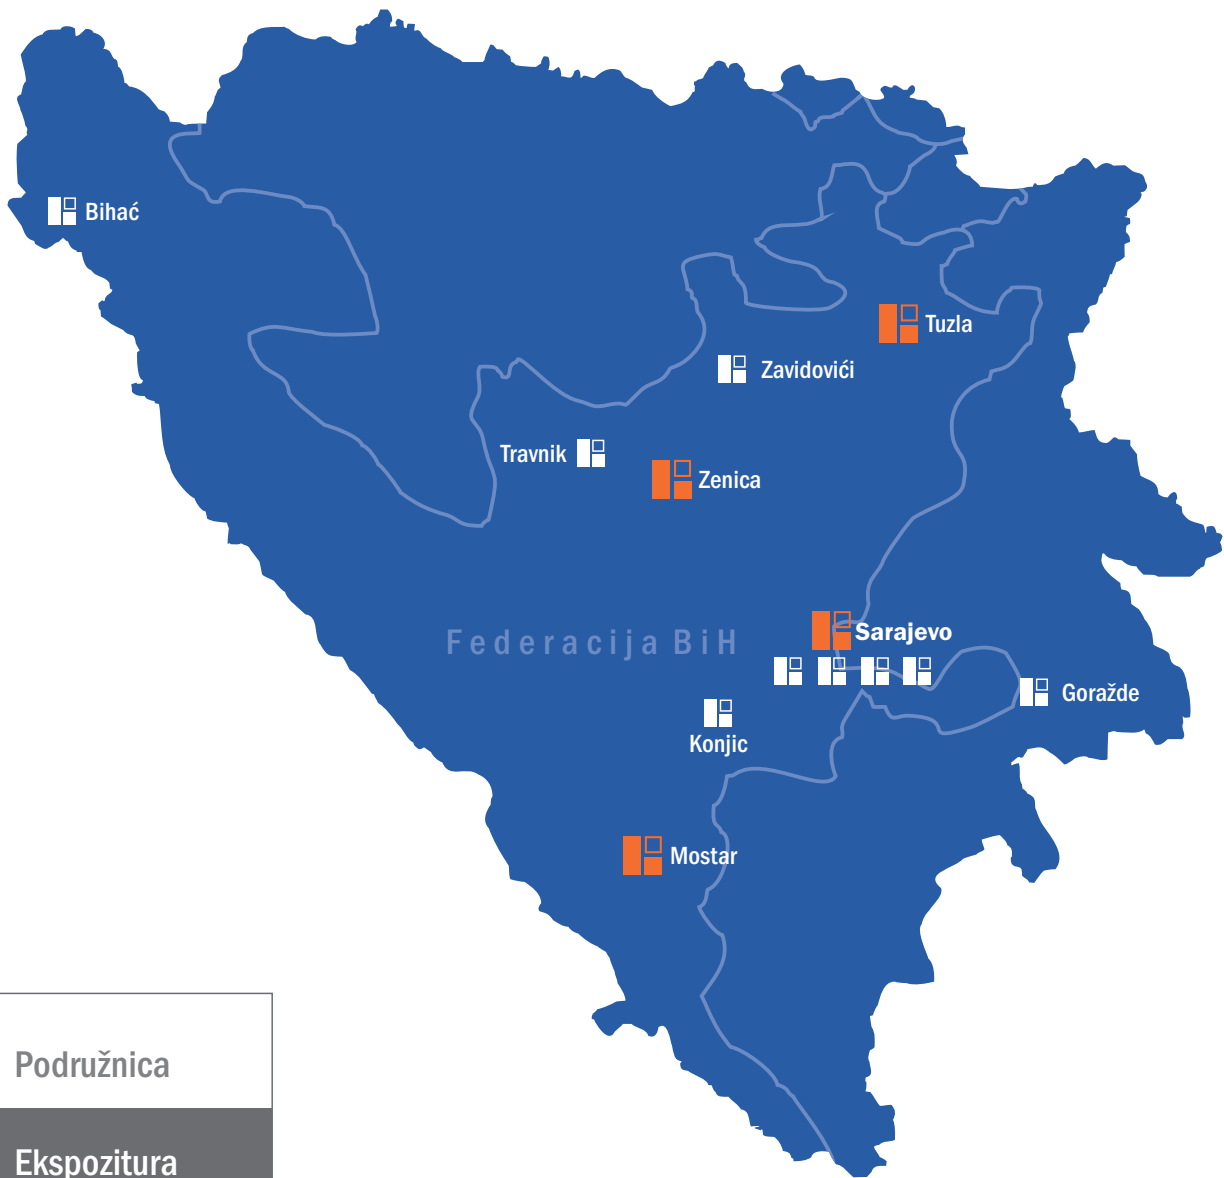 Bihać
Tuzla
Zavidovići
Travnik
Zenica
Federacija BiH
Sarajevo
Goražde
Konjic
Mostar
Podružnica
Ekspozitura